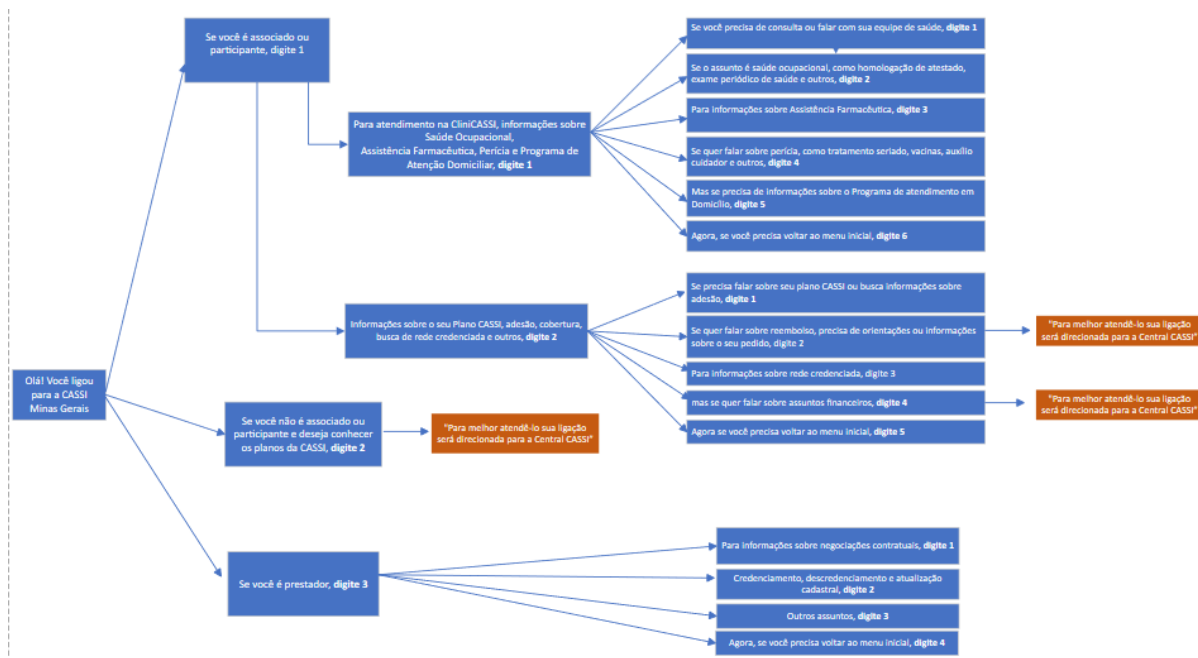 Olá! Você ligou
para a CASSI
Minas Gerais
Se você é associado ou
participante, digite 1
Para atendimento na CliniCASSI, informações sobre
Saúde Ocupacional,
Assistência Farmacêutica, Perícia e Programa de
Atenção Domiciliar, digite 1
Se você precisa de consulta ou falar com sua equipe de saúde, digite 1
Se o assunto é saúde ocupacional, como homologação de atestado,
exame periódico de saúde e outros, digite 2
Para informações sobre Assistência Farmacêutica, digite 3
Se quer falar sobre perícia, como tratamento seriado, vacinas, auxílio
cuidador e outros, digite 4
Mas se precisa de informações sobre o Programa de atendimento em
Domicílio, digite 5
Agora, se você precisa voltar ao menu inicial, digite 6
Informações sobre o seu Plano CASSI, adesão, cobertura,
busca de rede credenciada e outros, digite 2
Se precisa falar sobre seu plano CASSI ou busca informações sobre
adesão, digite 1
Se quer falar sobre reembolso, precisa de orientações ou informações
sobre o seu pedido, digite 2
"Para melhor atendê-lo sua ligação
será direcionada para a Central CASSI"
Para informações sobre rede credenciada, digite 3
mas se quer falar sobre assuntos financeiros, digite 4
"Para melhor atendê-lo sua ligação
será direcionada para a Central CASSI"
Agora se você precisa voltar ao menu inicial, digite 5
Se você não é associado ou
participante e deseja conhecer
os planos da CASSI, digite 2
"Para melhor atendê-lo sua ligação
será direcionada para a Central CASSI"
Se você é prestador, digite 3
Para informações sobre negociações contratuais, digite 1
Credenciamento, descredenciamento e atualização
cadastral, digite 2
Outros assuntos, digite 3
Agora, se você precisa voltar ao menu inicial, digite 4